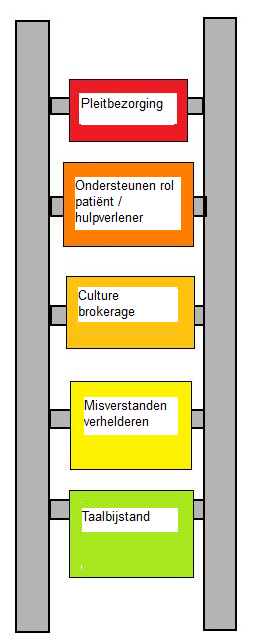 Pleitbezorging
Ondersteunen rol
patiënt /
hulpverlener
Culture
brokerage
Misverstanden
verhelderen
Taalbijstand